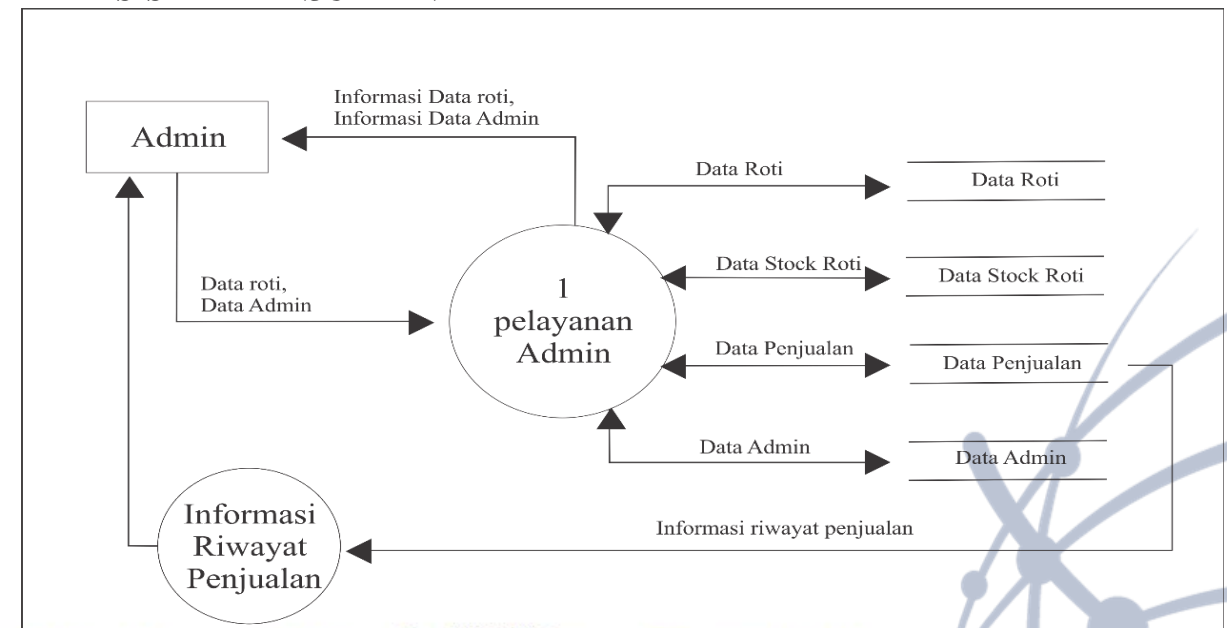 Informasi Data roti,
Informasi Data Admin
Admin
Data Roti
Data Roti
Data Stock Roti
Data Stock Roti
Data roti,
Data Admin
1
pelayanan
Admin
Data Penjualan
Data Penjualan
Data Admin
Data Admin
Informasi
Riwayat
Penjualan
Informasi riwayat penjualan